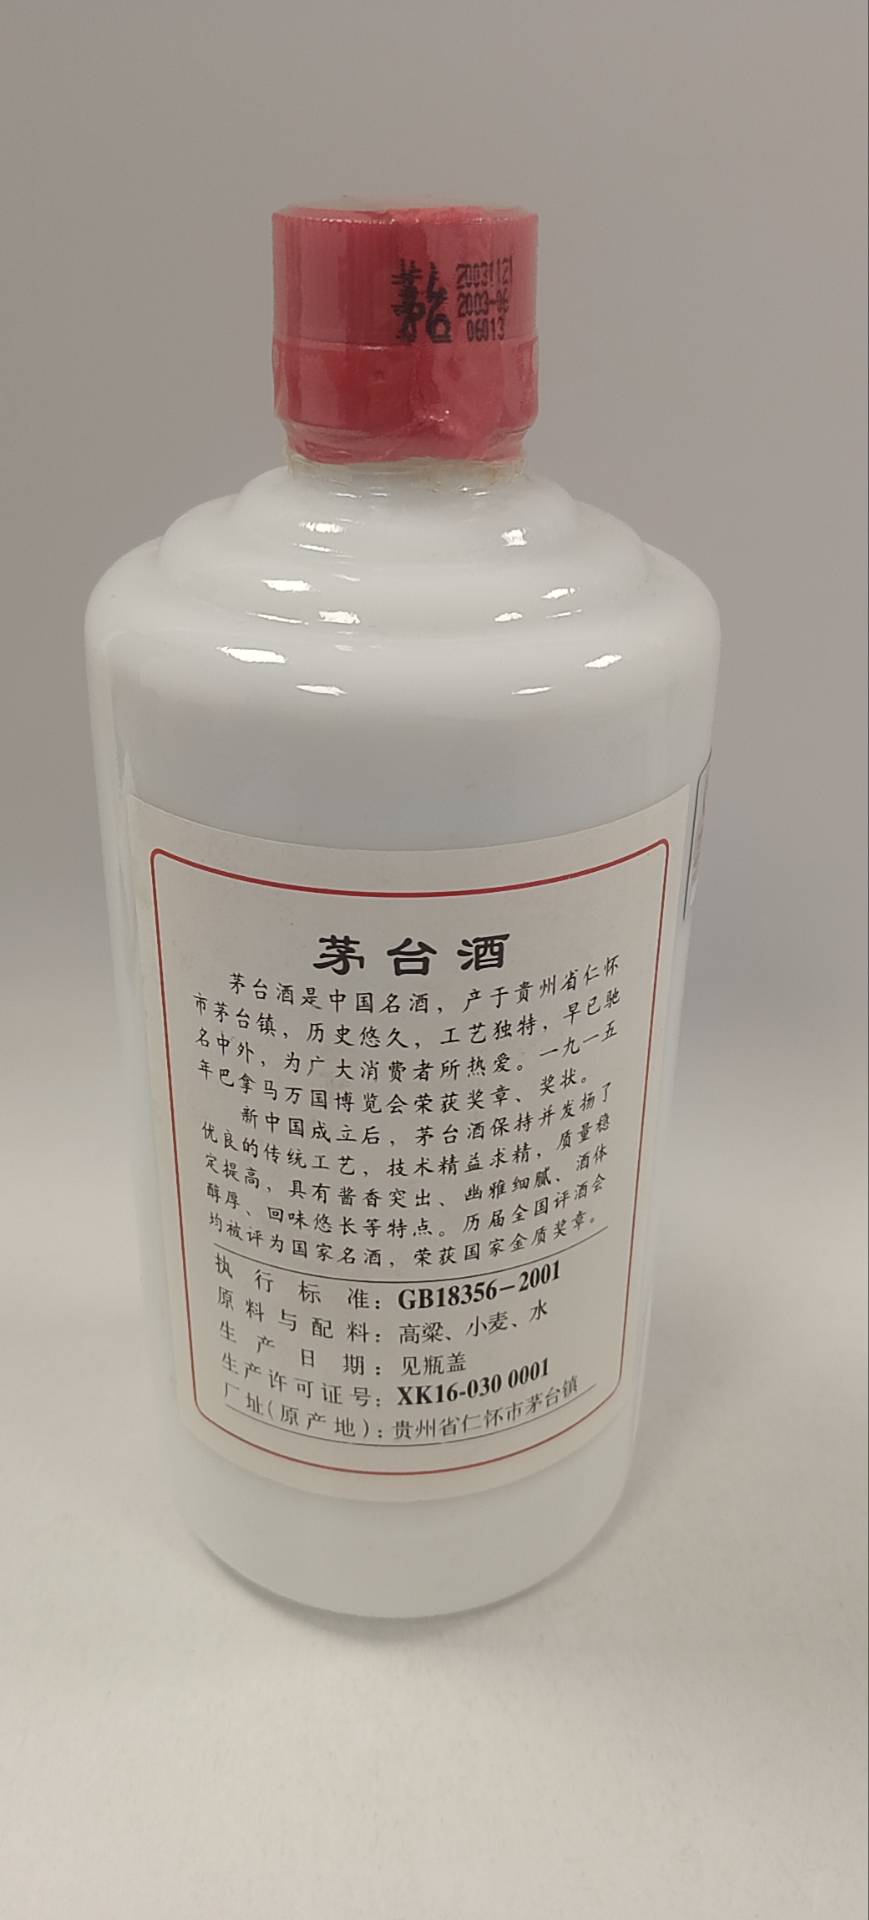 茅台
20031121
2003-06
06013
茅台酒
茅台酒是中国名酒，产于贵州省仁怀
市茅台镇，历史悠久，工艺独特，早已驰
名中外，为广大消费者所热爱。一九一五
年巴拿马万国博览会荣获奖章、奖状。
新中国成立后，茅台酒保持并发扬了
优良的传统工艺，技术精益求精，质量稳
定提高，具有酱香突出、幽雅细腻、酒体
醇厚、回味悠长等特点。历届全国评酒会
均被评为国家名酒，荣获国家金质奖章。
执行标准：GB18356-2001
原料与配料：高粱、小麦、水
生产日期：见瓶盖
生产许可证号：XK16-030 0001
厂址(原产地)：贵州省仁怀市茅台镇